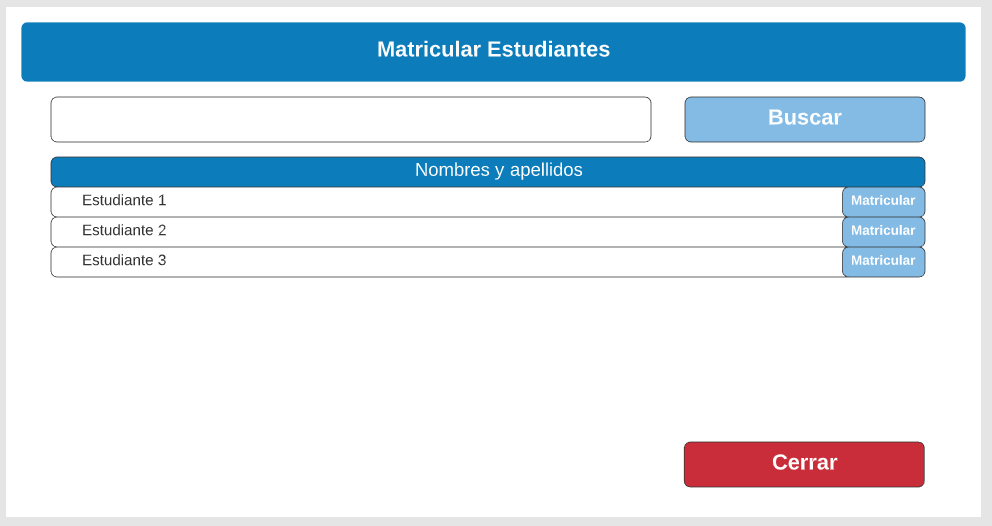 Matricular Estudiantes
Buscar
Nombres y apellidos
Estudiante 1 Matricular
Estudiante 2 Matricular
Estudiante 3 Matricular
Cerrar